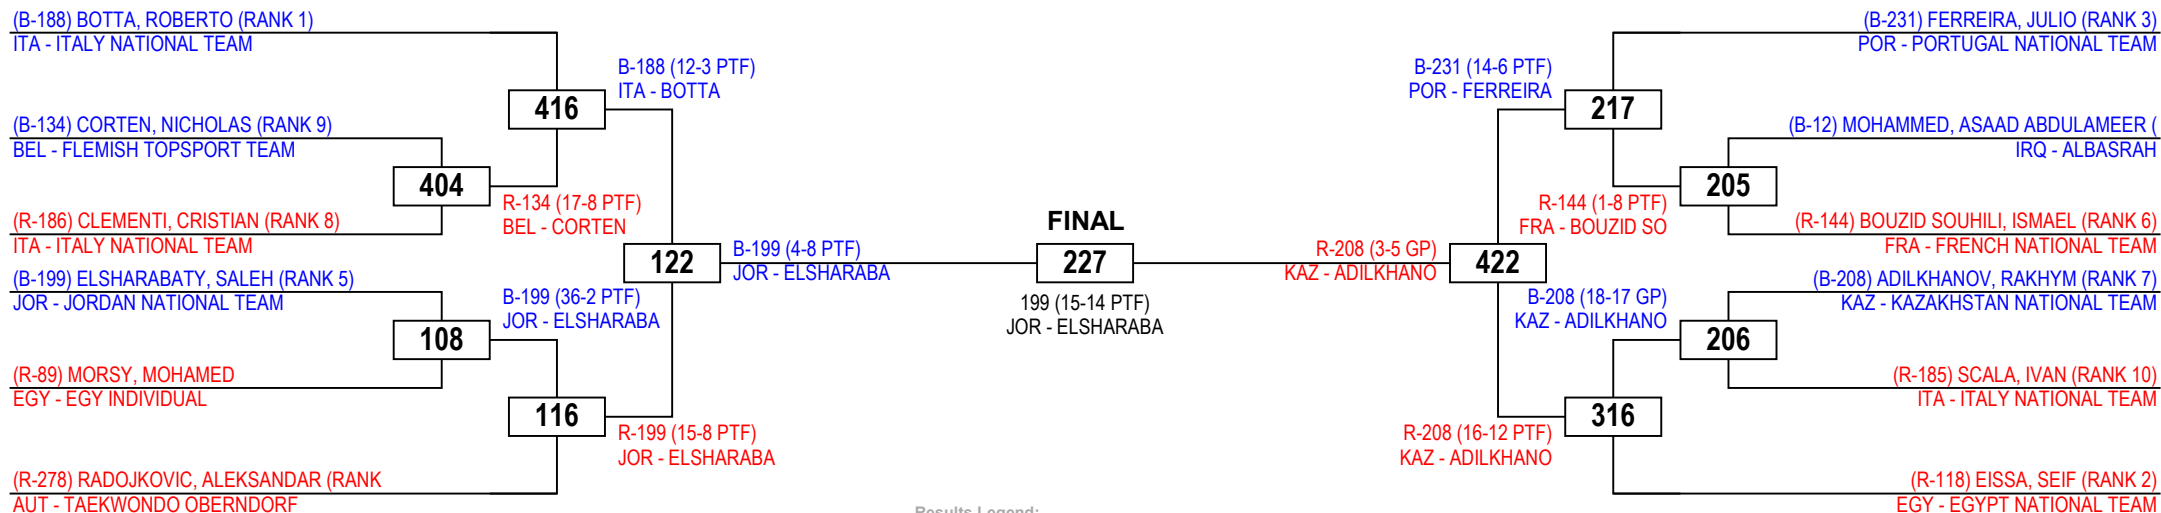 (B-188) BOTTA, ROBERTO (RANK 1)
ITA - ITALY NATIONAL TEAM
B-188 (12-3 PTF)
ITA - BOTTA
416
(B-134) CORTEN, NICHOLAS (RANK 9)
BEL - FLEMISH TOPSPORT TEAM
404
R-134 (17-8 PTF)
BEL - CORTEN
(R-186) CLEMENTI, CRISTIAN (RANK 8)
ITA - ITALY NATIONAL TEAM
122
B-199 (4-8 PTF)
JOR - ELSHARABA
(B-199) ELSHARABATY, SALEH (RANK 5)
JOR - JORDAN NATIONAL TEAM
B-199 (36-2 PTF)
JOR - ELSHARABA
108
(R-89) MORSY, MOHAMED
EGY - EGY INDIVIDUAL
116
R-199 (15-8 PTF)
JOR - ELSHARABA
(R-278) RADOJKOVIC, ALEKSANDAR (RANK
AUT - TAEKWONDO OBERNDORF
FINAL
227
199 (15-14 PTF)
JOR - ELSHARABA
(B-231) FERREIRA, JULIO (RANK 3)
POR - PORTUGAL NATIONAL TEAM
B-231 (14-6 PTF)
POR - FERREIRA
217
(B-12) MOHAMMED, ASAAD ABDULAMEER (
IRQ - ALBASRAH
205
R-144 (1-8 PTF)
FRA - BOUZID SO
(R-144) BOUZID SOUHILI, ISMAEL (RANK 6)
FRA - FRENCH NATIONAL TEAM
R-208 (3-5 GP)
KAZ - ADILKHANO
422
(B-208) ADILKHANOV, RAKHYM (RANK 7)
KAZ - KAZAKHSTAN NATIONAL TEAM
B-208 (18-17 GP)
KAZ - ADILKHANO
206
(R-185) SCALA, IVAN (RANK 10)
ITA - ITALY NATIONAL TEAM
316
R-208 (16-12 PTF)
KAZ - ADILKHANO
(R-118) EISSA, SEIF (RANK 2)
EGY - EGYPT NATIONAL TEAM
Results Legend: